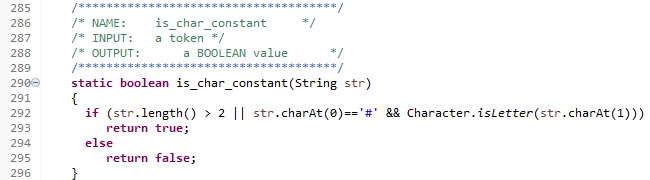 285 /***********************************/
286 /* NAME: is_char_constant */
287 /* INPUT: a token */
288 /* OUTPUT: a BOOLEAN value */
289 /***********************************/
290 static boolean is_char_constant(String str)
291 {
292 if (str.length() > 2 || str.charAt(0)=='#' && Character.isLetter(str.charAt(1)))
293 return true;
294 else
295 return false;
296 }